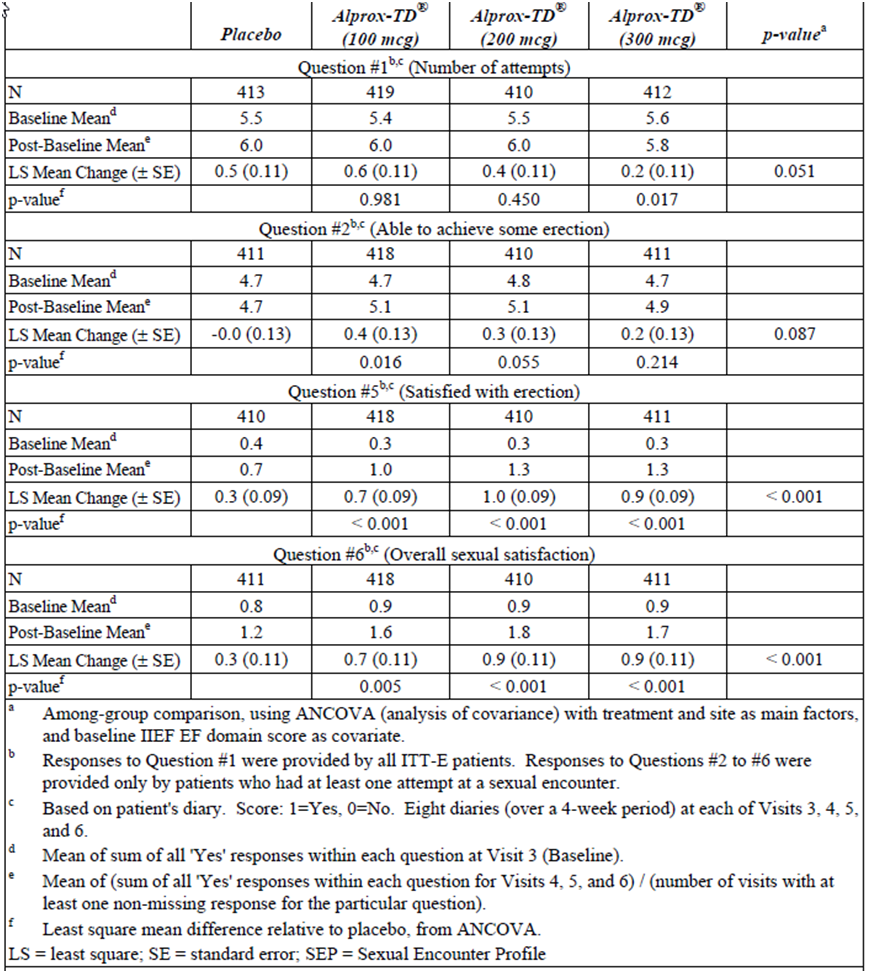 Placebo Alprox-TD® (100 mcg) Alprox-TD® (200 mcg) Alprox-TD® (300 mcg) p-valueᵃ
Question #1ᵇ,ᶜ (Number of attempts)
N 413 419 410 412
Baseline Meanᵈ 5.5 5.4 5.5 5.6
Post-Baseline Meanᵉ 6.0 6.0 6.0 5.8
LS Mean Change (± SE) 0.5 (0.11) 0.6 (0.11) 0.4 (0.11) 0.2 (0.11) 0.051
p-valueᶠ 0.981 0.450 0.017
Question #2ᵇ,ᶜ (Able to achieve some erection)
N 411 418 410 411
Baseline Meanᵈ 4.7 4.7 4.8 4.7
Post-Baseline Meanᵉ 4.7 5.1 5.1 4.9
LS Mean Change (± SE) -0.0 (0.13) 0.4 (0.13) 0.3 (0.13) 0.2 (0.13) 0.087
p-valueᶠ 0.016 0.055 0.214
Question #5ᵇ,ᶜ (Satisfied with erection)
N 410 418 410 411
Baseline Meanᵈ 0.4 0.3 0.3 0.3
Post-Baseline Meanᵉ 0.7 1.0 1.3 1.3
LS Mean Change (± SE) 0.3 (0.09) 0.7 (0.09) 1.0 (0.09) 0.9 (0.09) < 0.001
p-valueᶠ < 0.001 < 0.001 < 0.001
Question #6ᵇ,ᶜ (Overall sexual satisfaction)
N 411 418 410 411
Baseline Meanᵈ 0.8 0.9 0.9 0.9
Post-Baseline Meanᵉ 1.2 1.6 1.8 1.7
LS Mean Change (± SE) 0.3 (0.11) 0.7 (0.11) 0.9 (0.11) 0.9 (0.11) < 0.001
p-valueᶠ 0.005 < 0.001 < 0.001
a Among-group comparison, using ANCOVA (analysis of covariance) with treatment and site as main factors,
and baseline IIEF EF domain score as covariate.
b Responses to Question #1 were provided by all ITT-E patients. Responses to Questions #2 to #6 were
provided only by patients who had at least one attempt at a sexual encounter.
c Based on patient's diary. Score: 1=Yes, 0=No. Eight diaries (over a 4-week period) at each of Visits 3, 4, 5,
and 6.
d Mean of sum of all 'Yes' responses within each question at Visit 3 (Baseline).
e Mean of (sum of all 'Yes' responses within each question for Visits 4, 5, and 6) / (number of visits with at
least one non-missing response for the particular question).
f Least square mean difference relative to placebo, from ANCOVA.
LS = least square; SE = standard error; SEP = Sexual Encounter Profile